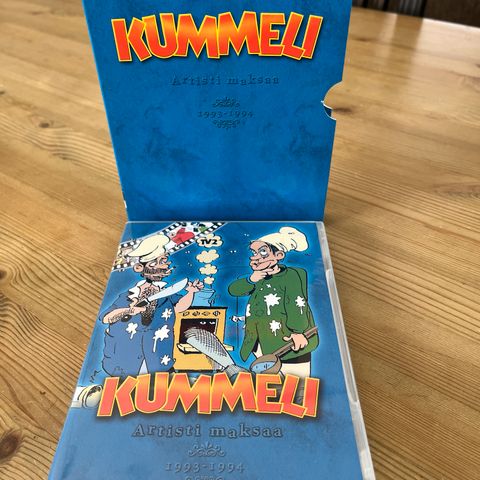 KUMMELI
Artisti maksaa
1993-1994
TV2
KUMMELI
Artisti maksaa
1993-1994